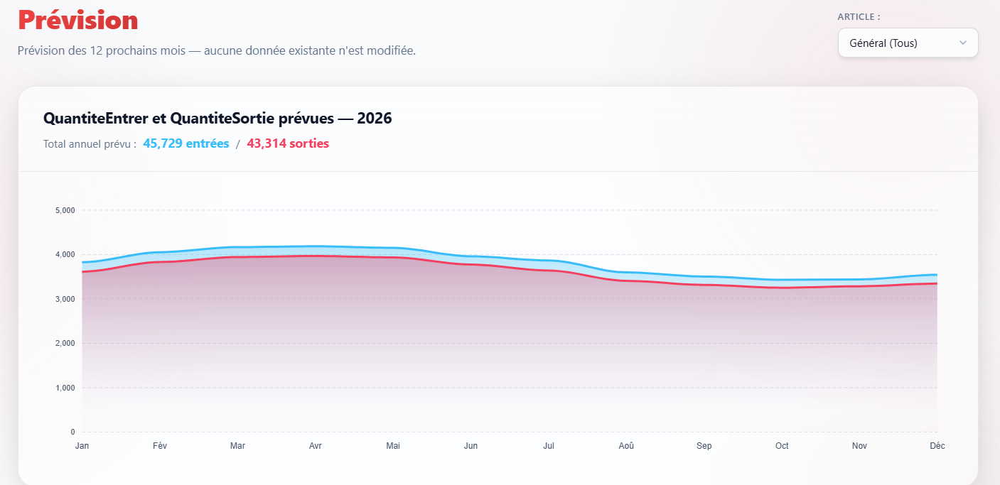 Prévision
Prévision des 12 prochains mois — aucune donnée existante n'est modifiée.
ARTICLE :
Général (Tous)
QuantiteEntrer et QuantiteSortie prévues — 2026
Total annuel prévu : 45,729 entrées / 43,314 sorties
5,000
4,000
3,000
2,000
1,000
0
Jan Fév Mar Avr Mai Jun Jul Aoû Sep Oct Nov Déc